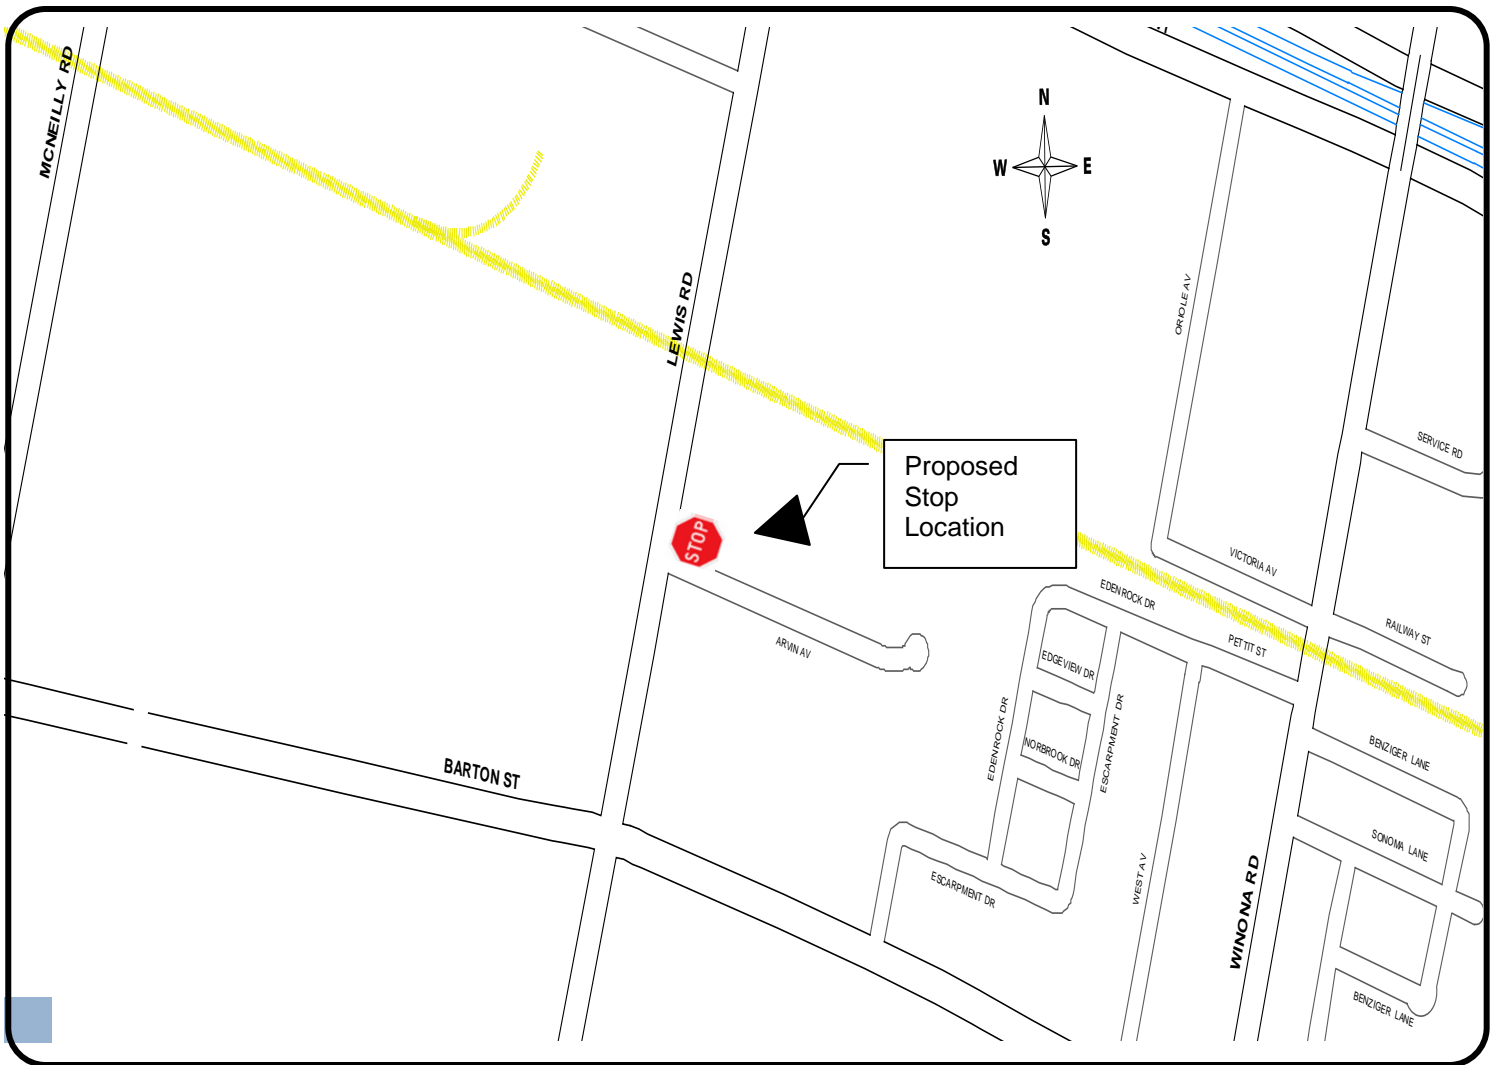 MCNEILLY RD
N
W
E
S
LEWIS RD
ORIOLE AV
SERVICE RD
Proposed
Stop
Location
STOP
VICTORIA AV
EDENROCK DR
RAILWAY ST
PETTIT ST
ARVIN AV
EDGEVIEW DR
EDENROCK DR
ESCARPMENT DR
NORBROOK DR
BENZIGER LANE
BARTON ST
SONOMA LANE
ESCARPMENT DR
WEST AV
WINONA RD
BENZIGER LANE